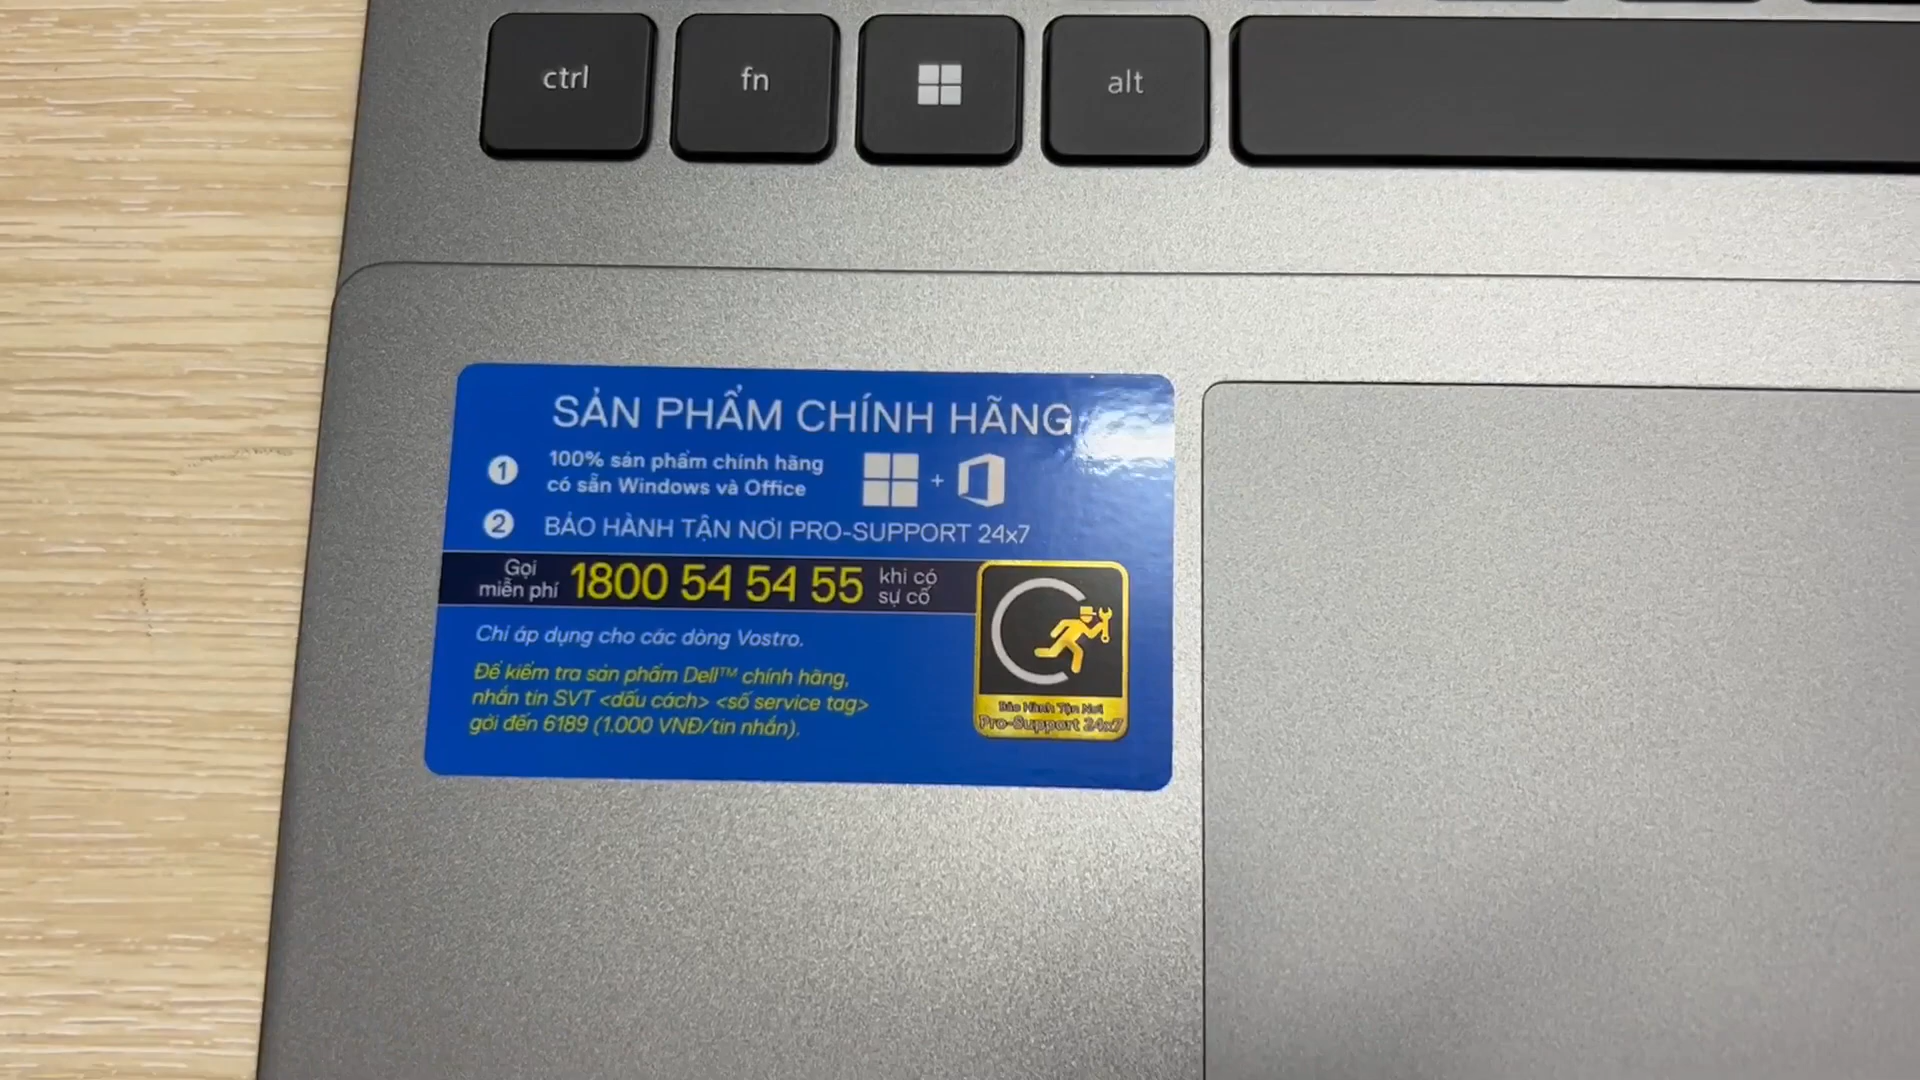 ctrl
fn
alt
SẢN PHẨM CHÍNH HÃNG
1 100% sản phẩm chính hãng
có sẵn Windows và Office
+
2 BẢO HÀNH TẬN NƠI PRO-SUPPORT 24x7
Gọi
miễn phí
1800 54 54 55
khi có
sự cố
Chỉ áp dụng cho các dòng Vostro.
Để kiểm tra sản phẩm Dell™ chính hãng,
nhắn tin SVT <dấu cách> <số service tag>
gởi đến 6189 (1.000 VNĐ/tin nhắn).
Bảo Hành Tận Nơi
Pro-Support 24x7